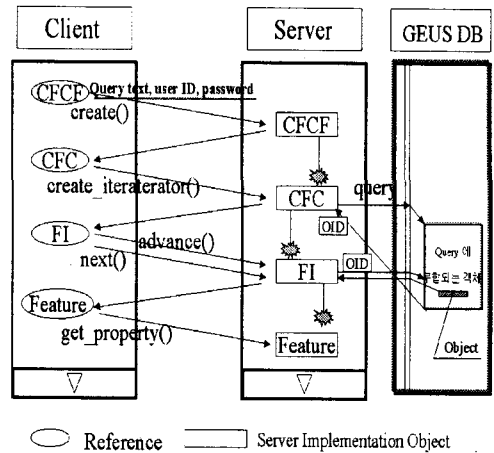 Client
Server
GEUS DB
CFCF
Query text, user ID, password
create()
CFCF
CFC
create_iteraterator()
CFC
query
OID
FI
advance()
next()
FI
OID
Query 에
부합되는 객체
Feature
get_property()
Feature
Object
Reference
Server Implementation Object